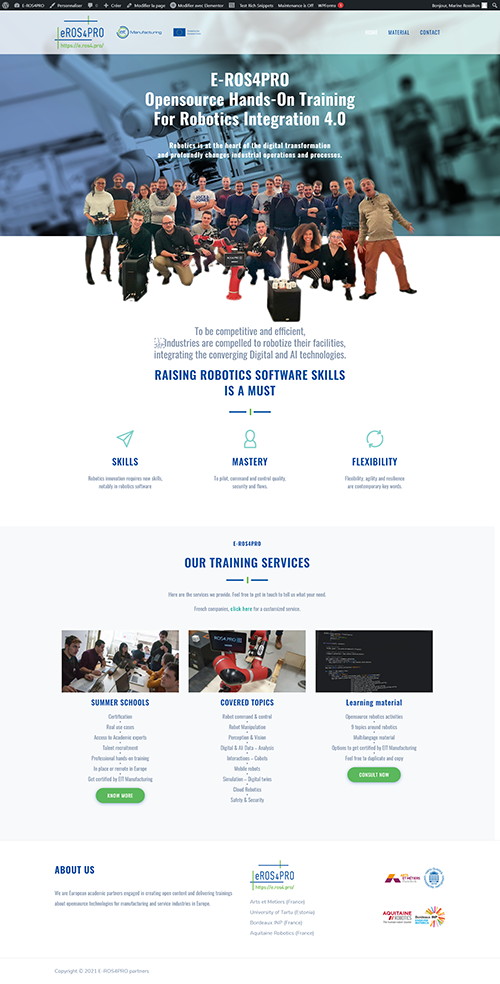 E-ROS4PRO Personnaliser 0 Créer Modifier la page Modifier avec Elementor Test Rich Snippets Maintenance is Off WPForms Bonjour, Marine Rouillon
eROS4PRO
https://eros4.pro/
eit Manufacturing
HOME MATERIAL CONTACT
E-ROS4PRO
Opensource Hands-On Training
For Robotics Integration 4.0
Robotics is at the heart of the digital transformation
and profoundly changes industrial operations and processes.
To be competitive and efficient,
industries are compelled to robotize their facilities,
integrating the converging Digital and AI technologies.
RAISING ROBOTICS SOFTWARE SKILLS
IS A MUST
SKILLS
Robotics innovation requires new skills,
notably in robotics software
MASTERY
To pilot, command and control quality,
security and flows.
FLEXIBILITY
Flexibility, agility and resilience
are contemporary key words.
E-ROS4PRO
OUR TRAINING SERVICES
Here are the services we provide. Feel free to get in touch to tell us what your need.
French companies, click here for a costorized service.
ROS4PRO
SUMMER SCHOOLS
Certification
Real use cases
Access to Academic experts
Talent recruitment
Professional hands-on training
In place or remote in Europe
Get certified by EIT Manufacturing
KNOW MORE
COVERED TOPICS
Robot command & control
Robot Manipulation
Perception & Vision
Digital & AI: Data - Analysis
Interactions - Cobots
Mobile robots
Simulation - Digital twins
Cloud Robotics
Safety & Security
Learning material
Opensource robotics activities
9 topics around robotics
Multilanguage material
Options to get certified by EIT Manufacturing
Feel free to duplicate and copy
CONSULT NOW
ABOUT US
We are European academic partners engaged in creating open content and delivering trainings
about opensource technologies for manufacturing and service industries in Europe.
eROS4PRO
https://eros4.pro/
Arts et Metiers (France)
University of Tartu (Estonia)
Bordeaux INP (France)
Aquitaine Robotics (France)
ARTS ET METIERS
AQUITAINE ROBOTICS
Bordeaux INP
Copyright © 2021 E-ROS4PRO partners